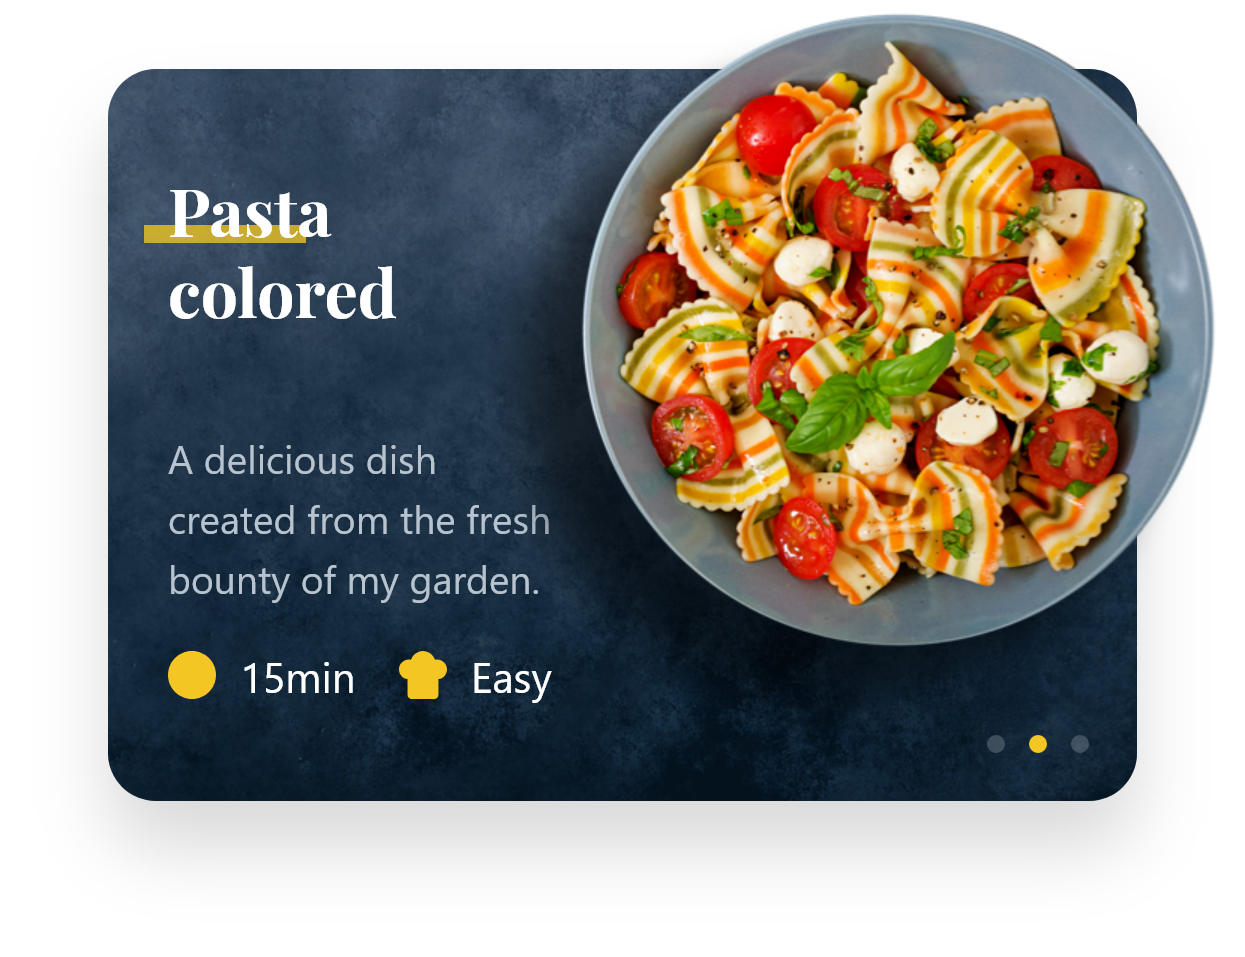 Pasta
colored
A delicious dish
created from the fresh
bounty of my garden.
15min Easy